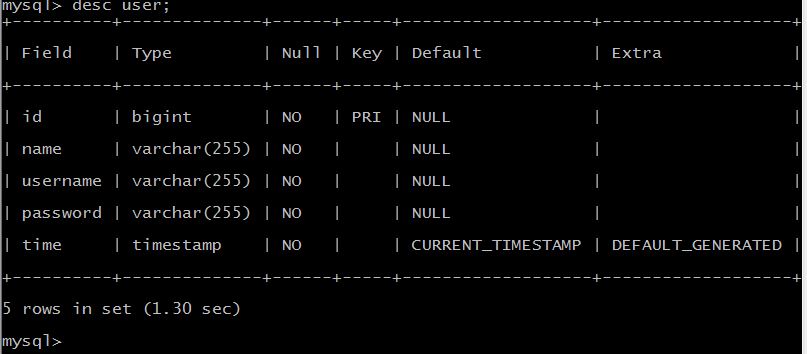 mysql> desc user;
+----------+--------------+------+-----+-------------------+-------------------+
| Field | Type | Null | Key | Default | Extra |
+----------+--------------+------+-----+-------------------+-------------------+
| id | bigint | NO | PRI | NULL | |
| name | varchar(255) | NO | | NULL | |
| username | varchar(255) | NO | | NULL | |
| password | varchar(255) | NO | | NULL | |
| time | timestamp | NO | | CURRENT_TIMESTAMP | DEFAULT_GENERATED |
+----------+--------------+------+-----+-------------------+-------------------+
5 rows in set (1.30 sec)
mysql>